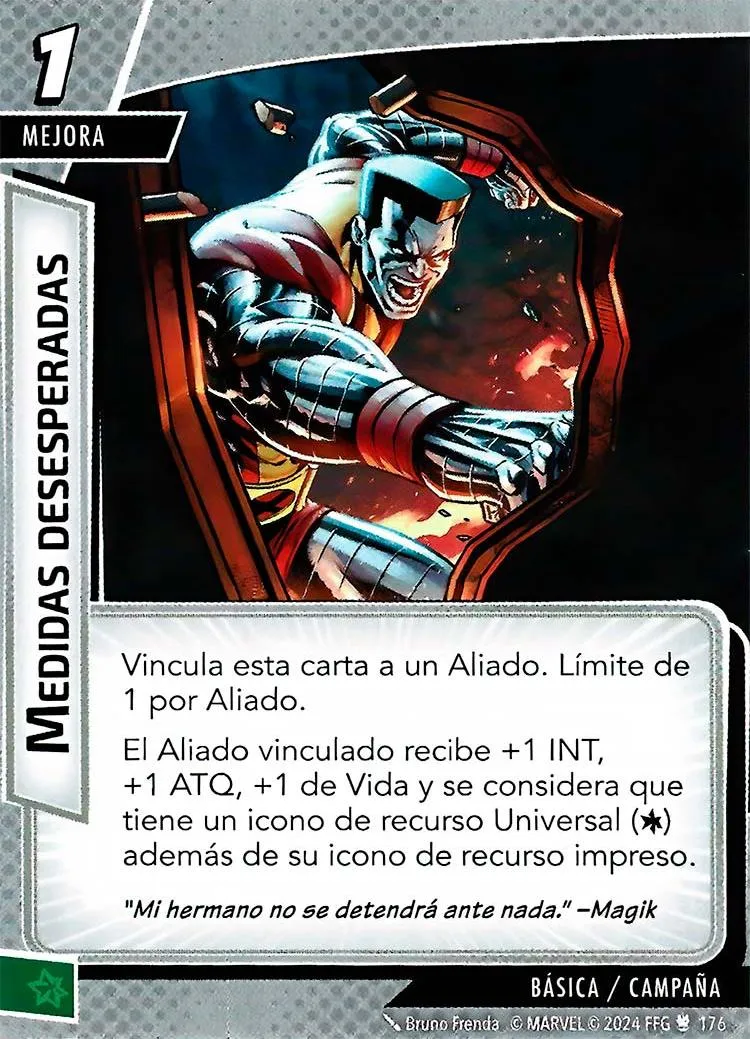 1
MEJORA
MEDIDAS DESESPERADAS
Vincula esta carta a un Aliado. Límite de
1 por Aliado.
El Aliado vinculado recibe +1 INT,
+1 ATQ, +1 de Vida y se considera que
tiene un icono de recurso Universal (★)
además de su icono de recurso impreso.
"Mi hermano no se detendrá ante nada." –Magik
BÁSICA / CAMPAÑA
Bruno Frenda © MARVEL © 2024 FFG 176